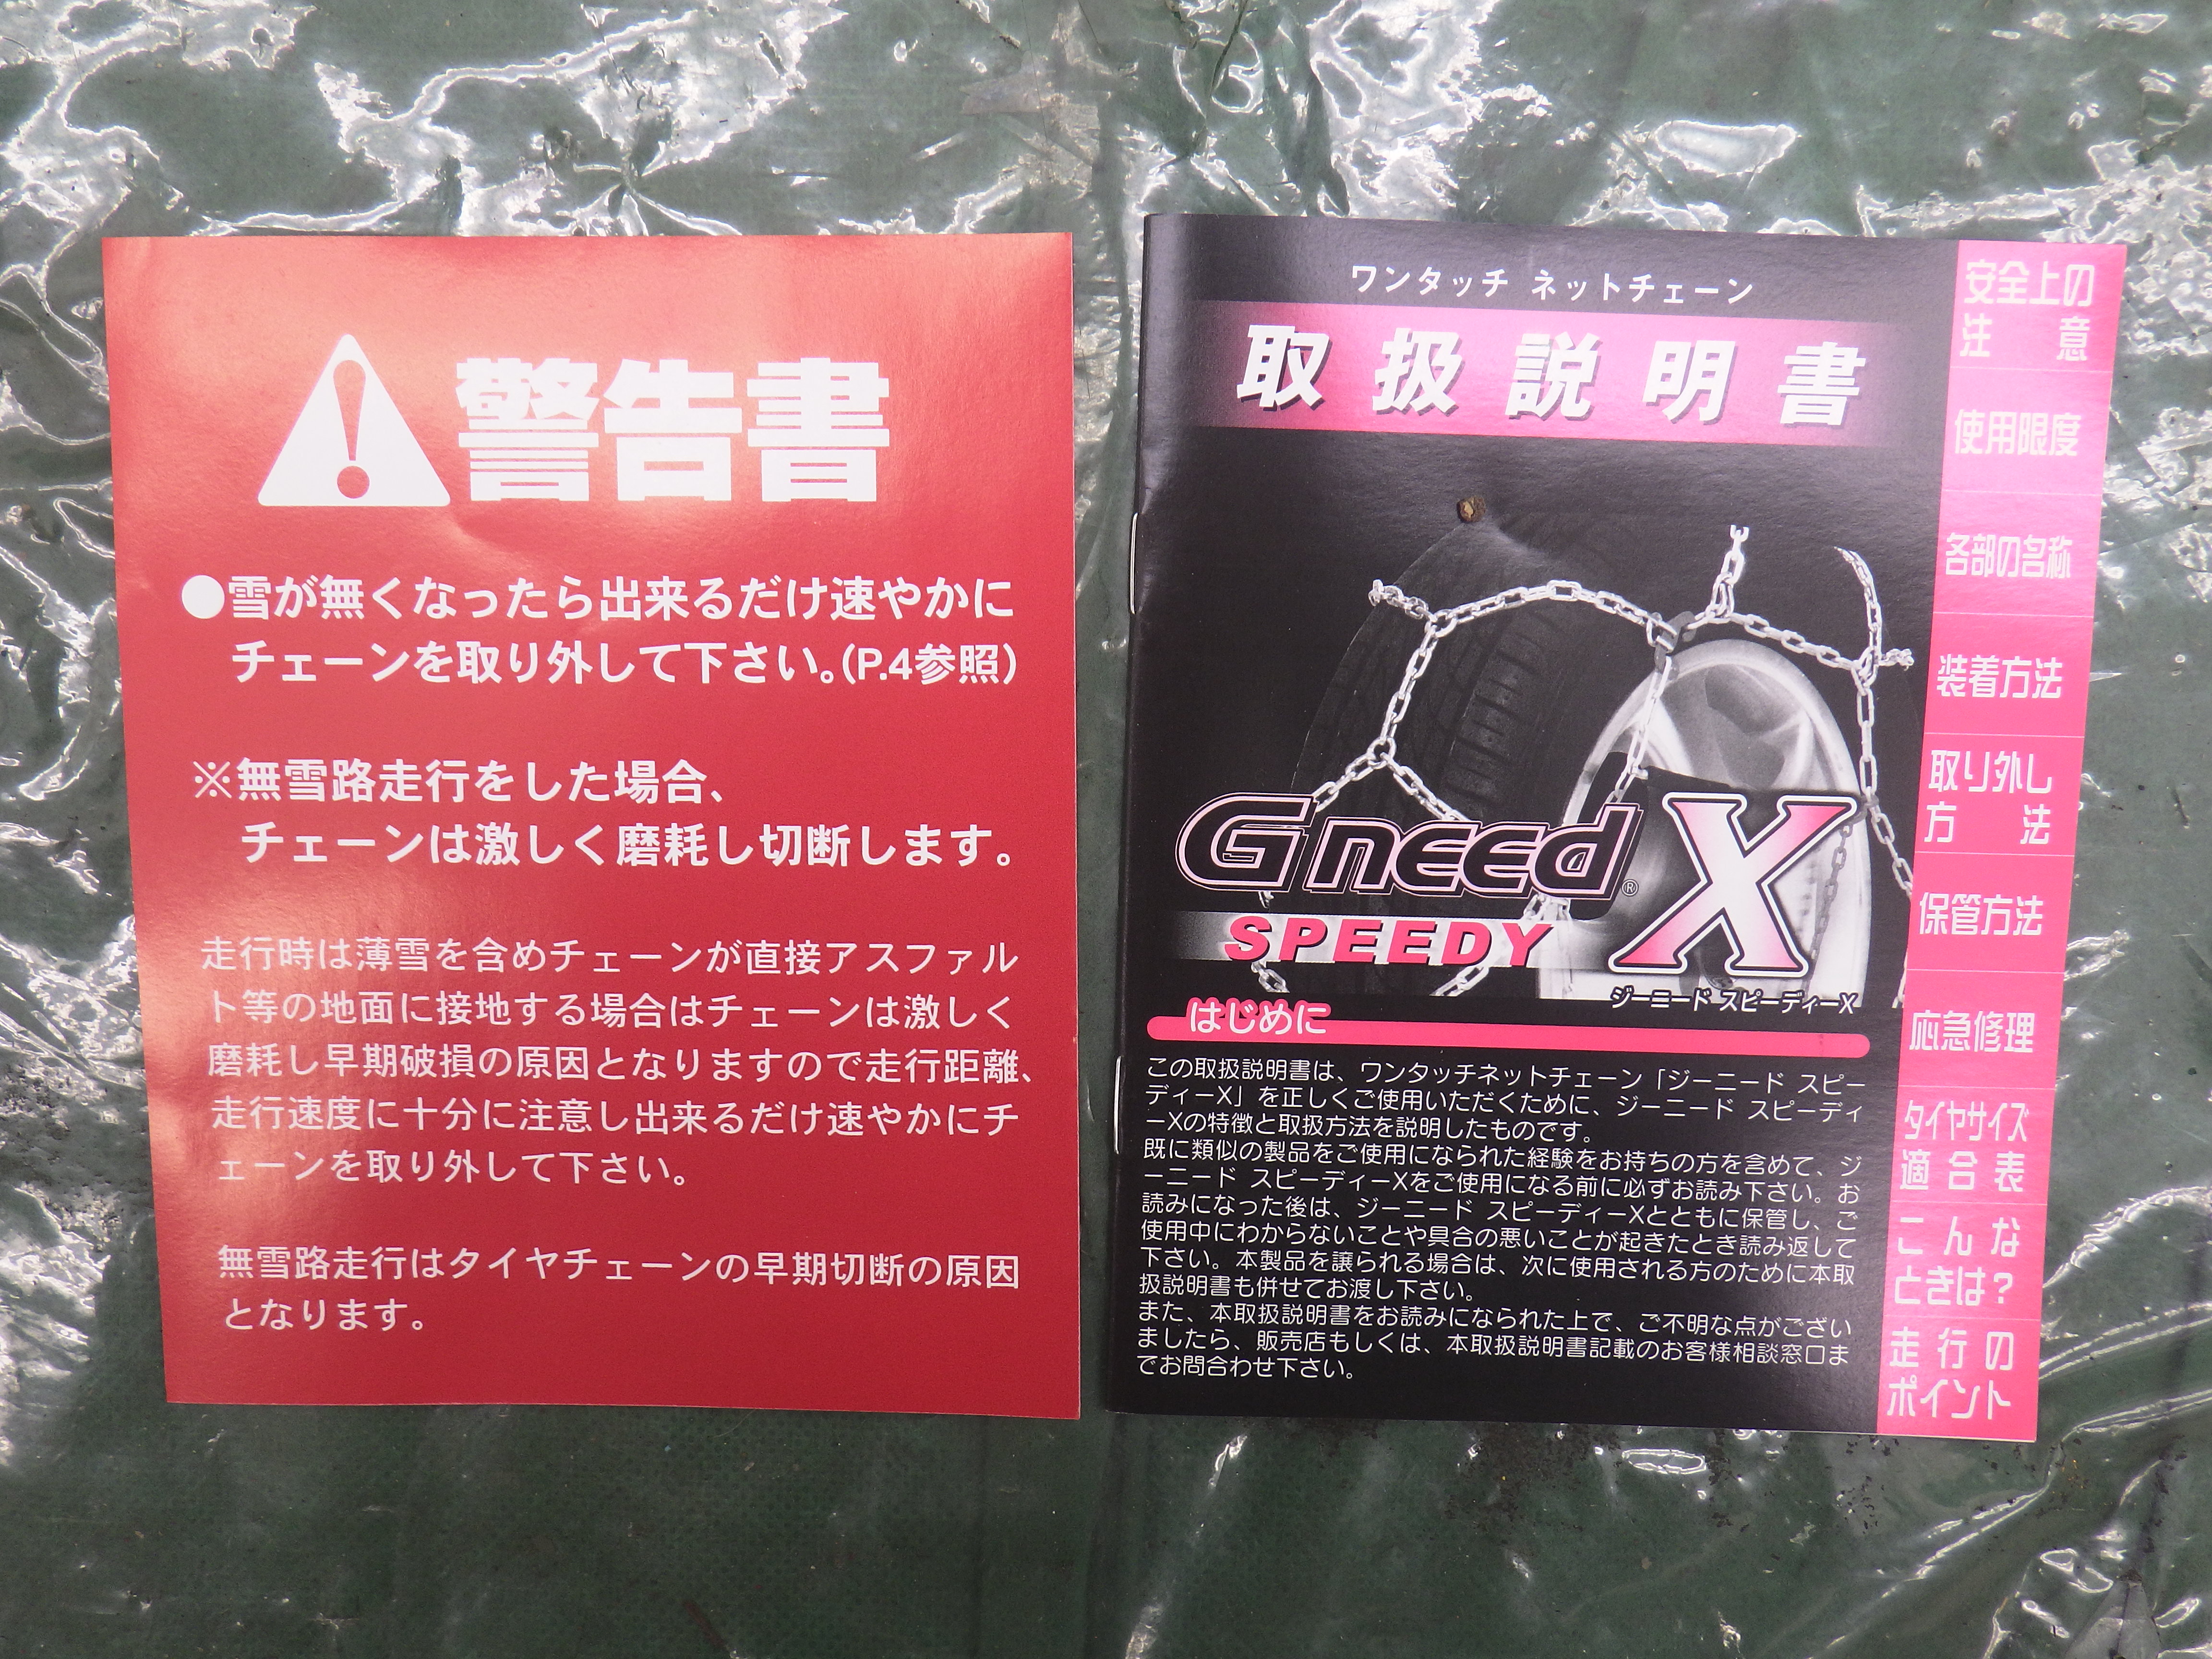 警告書
●雪が無くなったら出来るだけ速やかに
チェーンを取り外して下さい。(P.4参照)
※無雪路走行をした場合、
チェーンは激しく磨耗し切断します。
走行時は薄雪を含めチェーンが直接アスファル
ト等の地面に接地する場合はチェーンは激しく
磨耗し早期破損の原因となりますので走行距離、
走行速度に十分に注意し出来るだけ速やかにチ
ェーンを取り外して下さい。
無雪路走行はタイヤチェーンの早期切断の原因
となります。
ワンタッチ ネットチェーン
取扱説明書
Gneed® X
SPEEDY
ジーニード スピーディーX
はじめに
この取扱説明書は、ワンタッチネットチェーン「ジーニード スピー
ディーX」を正しくご使用いただくために、ジーニード スピーディ
ーXの特徴と取扱方法を説明したものです。
既に類似の製品をご使用になられた経験をお持ちの方を含めて、ジ
ーニード スピーディーXをご使用になる前に必ずお読み下さい。お
読みになった後は、ジーニード スピーディーXとともに保管し、ご
使用中にわからないことや具合の悪いことが起きたとき読み返して
下さい。本製品を譲られる場合は、次に使用される方のために本取
扱説明書も併せてお渡し下さい。
また、本取扱説明書をお読みになられた上で、ご不明な点がござい
ましたら、販売店もしくは、本取扱説明書記載のお客様相談窓口ま
でお問合わせ下さい。
安全上の
注意
使用限度
各部の名称
装着方法
取り外し
方法
保管方法
応急修理
タイヤサイズ
適合表
こんな
ときは?
走行の
ポイント